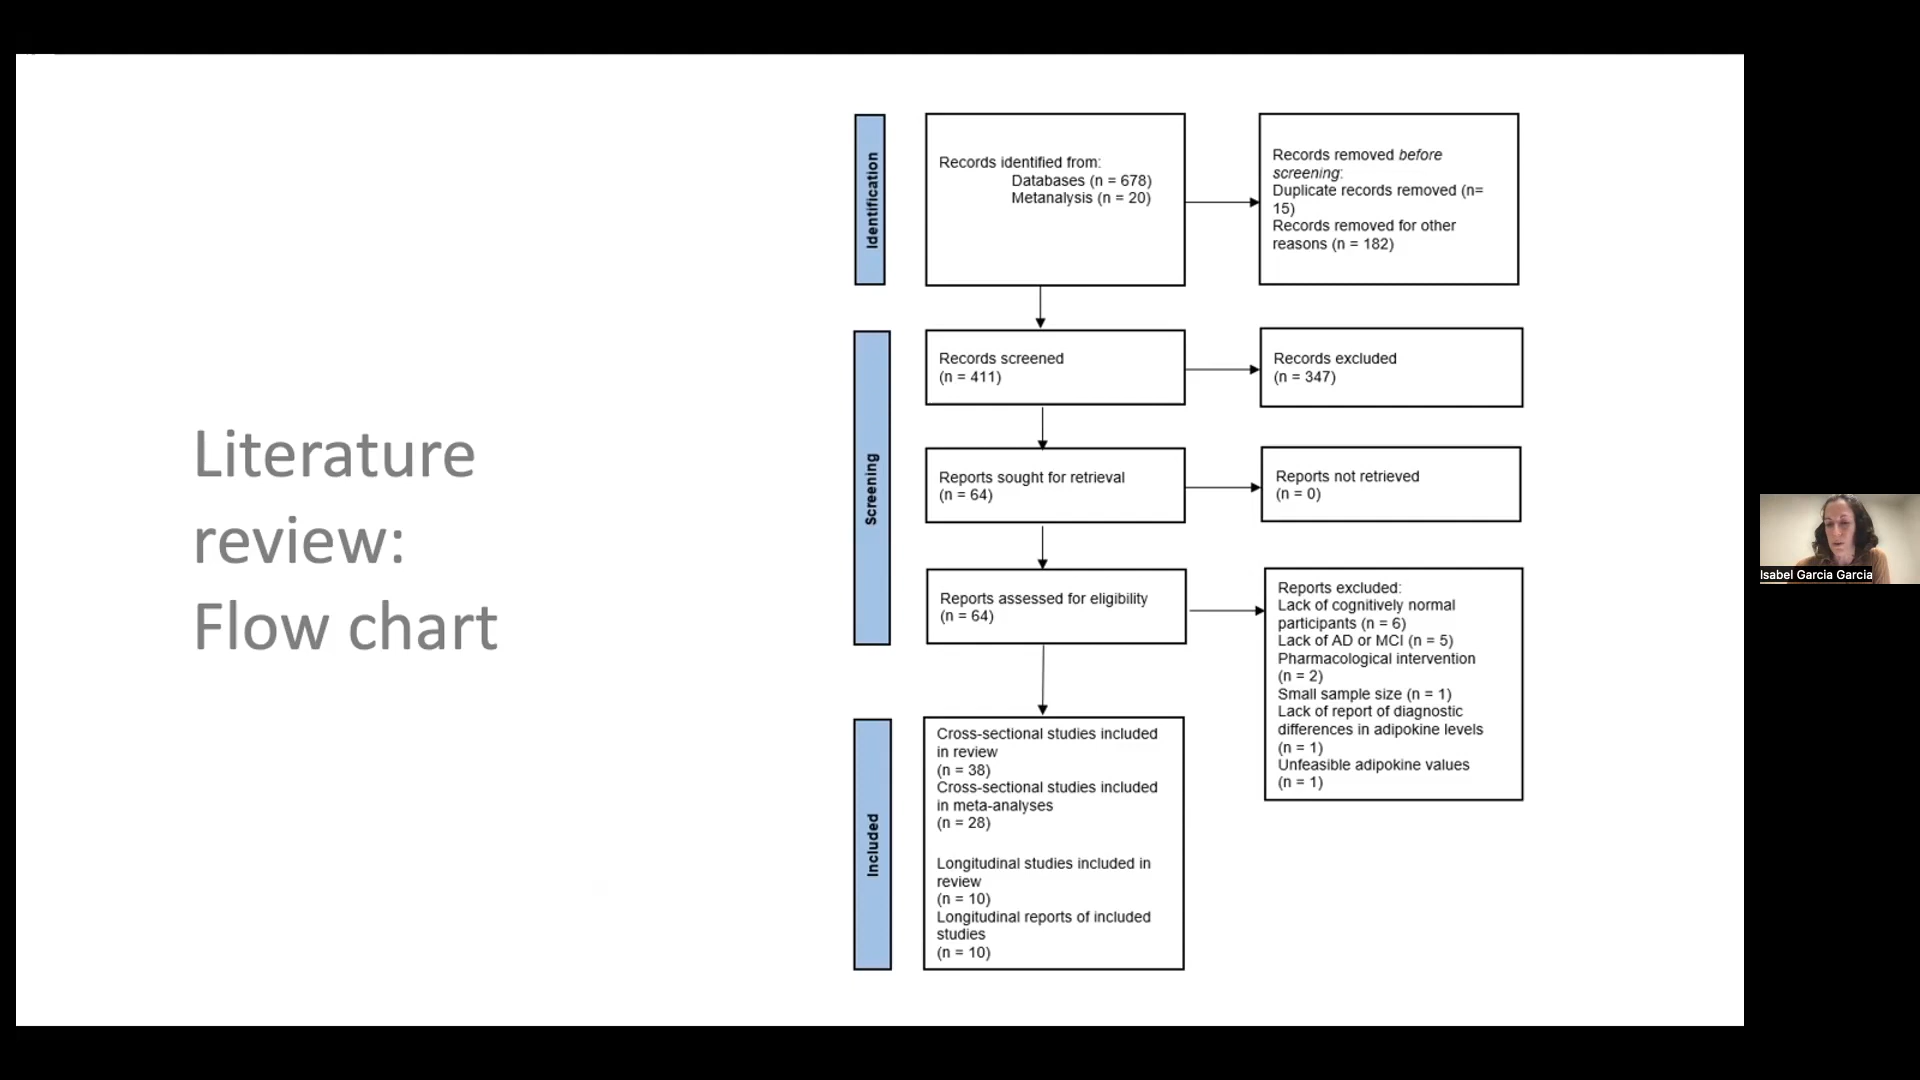 Literature
review:
Flow chart
Identification
Records identified from:
Databases (n = 678)
Metanalysis (n = 20)
Records removed before
screening:
Duplicate records removed (n=
15)
Records removed for other
reasons (n = 182)
Screening
Records screened
(n = 411)
Records excluded
(n = 347)
Reports sought for retrieval
(n = 64)
Reports not retrieved
(n = 0)
Reports assessed for eligibility
(n = 64)
Reports excluded:
Lack of cognitively normal
participants (n = 6)
Lack of AD or MCI (n = 5)
Pharmacological intervention
(n = 2)
Small sample size (n = 1)
Lack of report of diagnostic
differences in adipokine levels
(n = 1)
Unfeasible adipokine values
(n = 1)
Included
Cross-sectional studies included
in review
(n = 38)
Cross-sectional studies included
in meta-analyses
(n = 28)
Longitudinal studies included in
review
(n = 10)
Longitudinal reports of included
studies
(n = 10)
Isabel Garcia Garcia